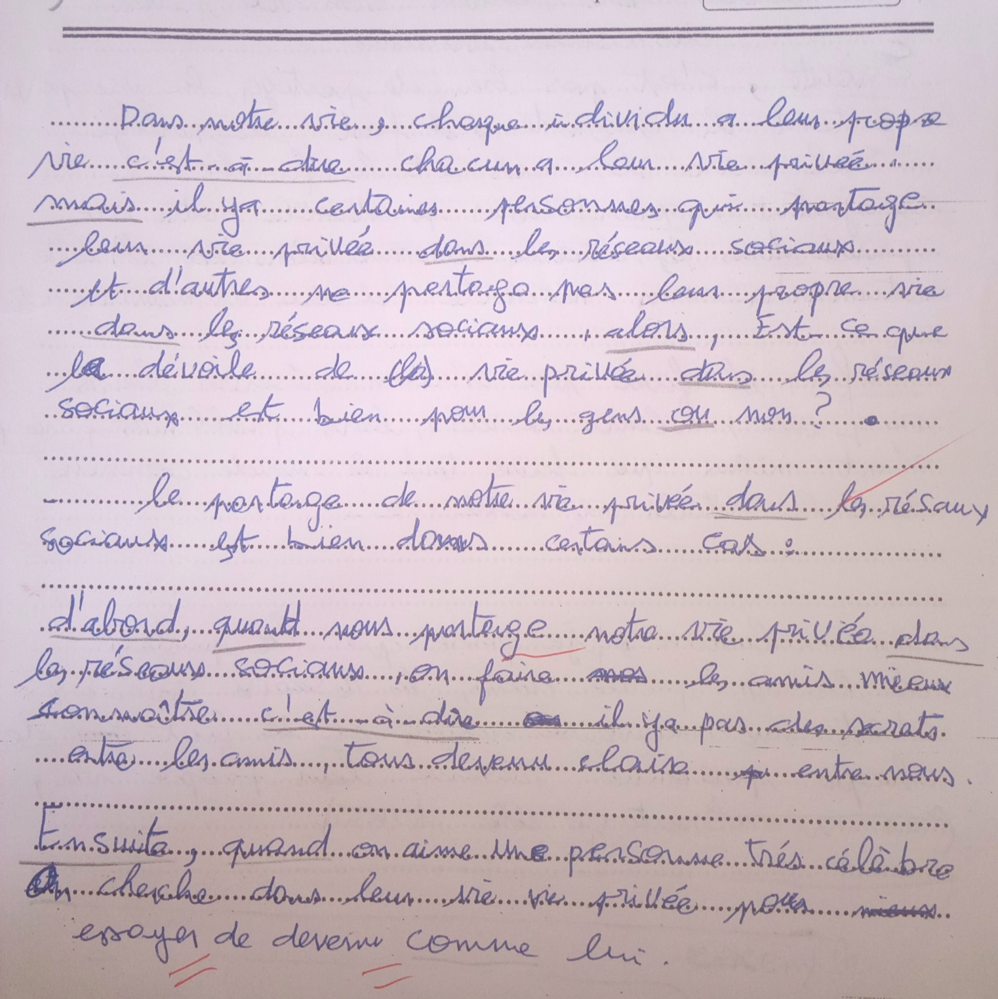 Dans notre vie, chaque individu a leur propre
vie c'est à dire chacun a leur vie privée.
mais il ya certaines personnes qui partage
leur vie privée dans les réseaux sociaux
et d'autres ne partage pas leur propre vie
dans les réseaux sociaux, alors, Est-ce que
le dévoile de (la) vie privée dans les réseaux
sociaux est bien pour les gens ou non ?.
le partage de notre vie privée dans les résaux
sociaux est bien dans certains cas :
d'abord, quand nous partage notre vie privée dans
les réseaux sociaux, on faire les amis mieux
connaître c'est-à-dire il ya pas des secrets
entre les amis, tous devenu claire entre nous.
Ensuite, quand on aime une personne trés célèbre
On cherche dans leur vie vie privée pour
essayer de devenir comme lui.